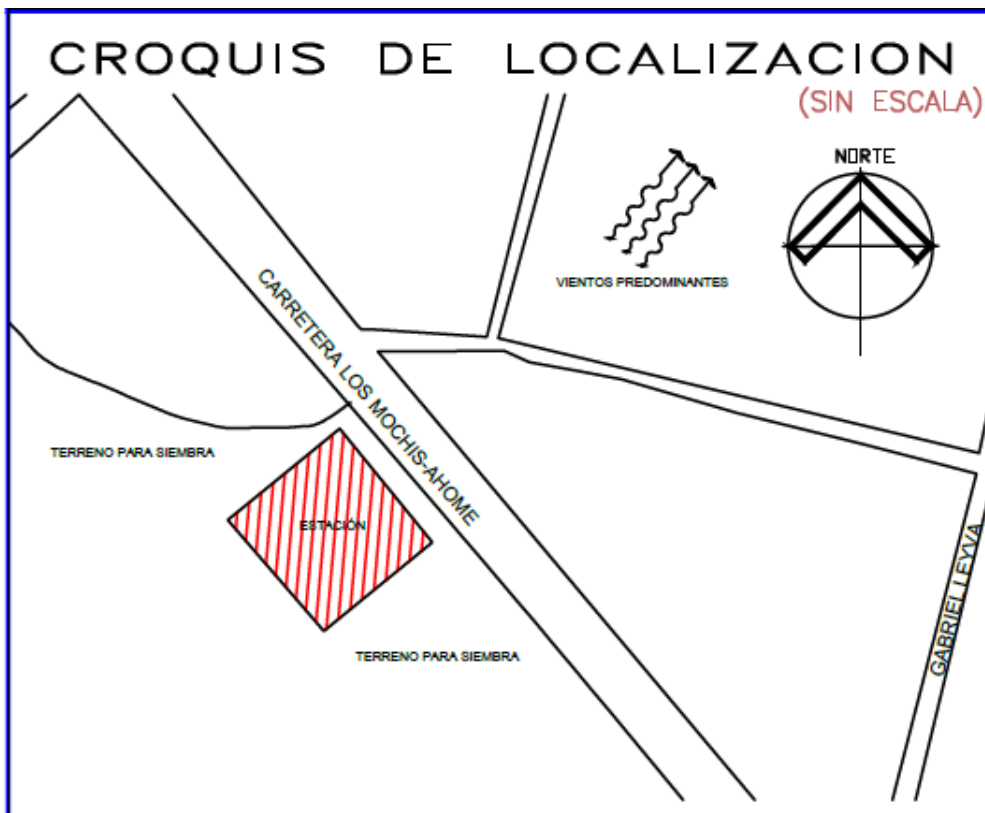 CROQUIS DE LOCALIZACION
(SIN ESCALA)
NORTE
VIENTOS PREDOMINANTES
CARRETERA LOS MOCHIS-AHOME
TERRENO PARA SIEMBRA
ESTACIÓN
TERRENO PARA SIEMBRA
GABRIEL LEYVA